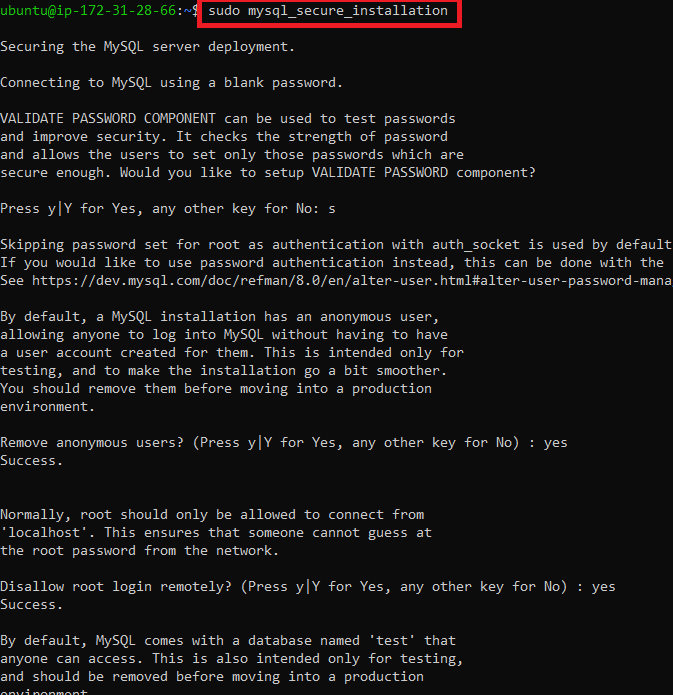 ubuntu@ip-172-31-28-66:~$ sudo mysql_secure_installation
Securing the MySQL server deployment.
Connecting to MySQL using a blank password.
VALIDATE PASSWORD COMPONENT can be used to test passwords
and improve security. It checks the strength of password
and allows the users to set only those passwords which are
secure enough. Would you like to setup VALIDATE PASSWORD component?
Press y|Y for Yes, any other key for No: s
Skipping password set for root as authentication with auth_socket is used by default
If you would like to use password authentication instead, this can be done with the
See https://dev.mysql.com/doc/refman/8.0/en/alter-user.html#alter-user-password-mana
By default, a MySQL installation has an anonymous user,
allowing anyone to log into MySQL without having to have
a user account created for them. This is intended only for
testing, and to make the installation go a bit smoother.
You should remove them before moving into a production
environment.
Remove anonymous users? (Press y|Y for Yes, any other key for No) : yes
Success.
Normally, root should only be allowed to connect from
'localhost'. This ensures that someone cannot guess at
the root password from the network.
Disallow root login remotely? (Press y|Y for Yes, any other key for No) : yes
Success.
By default, MySQL comes with a database named 'test' that
anyone can access. This is also intended only for testing,
and should be removed before moving into a production
environment.